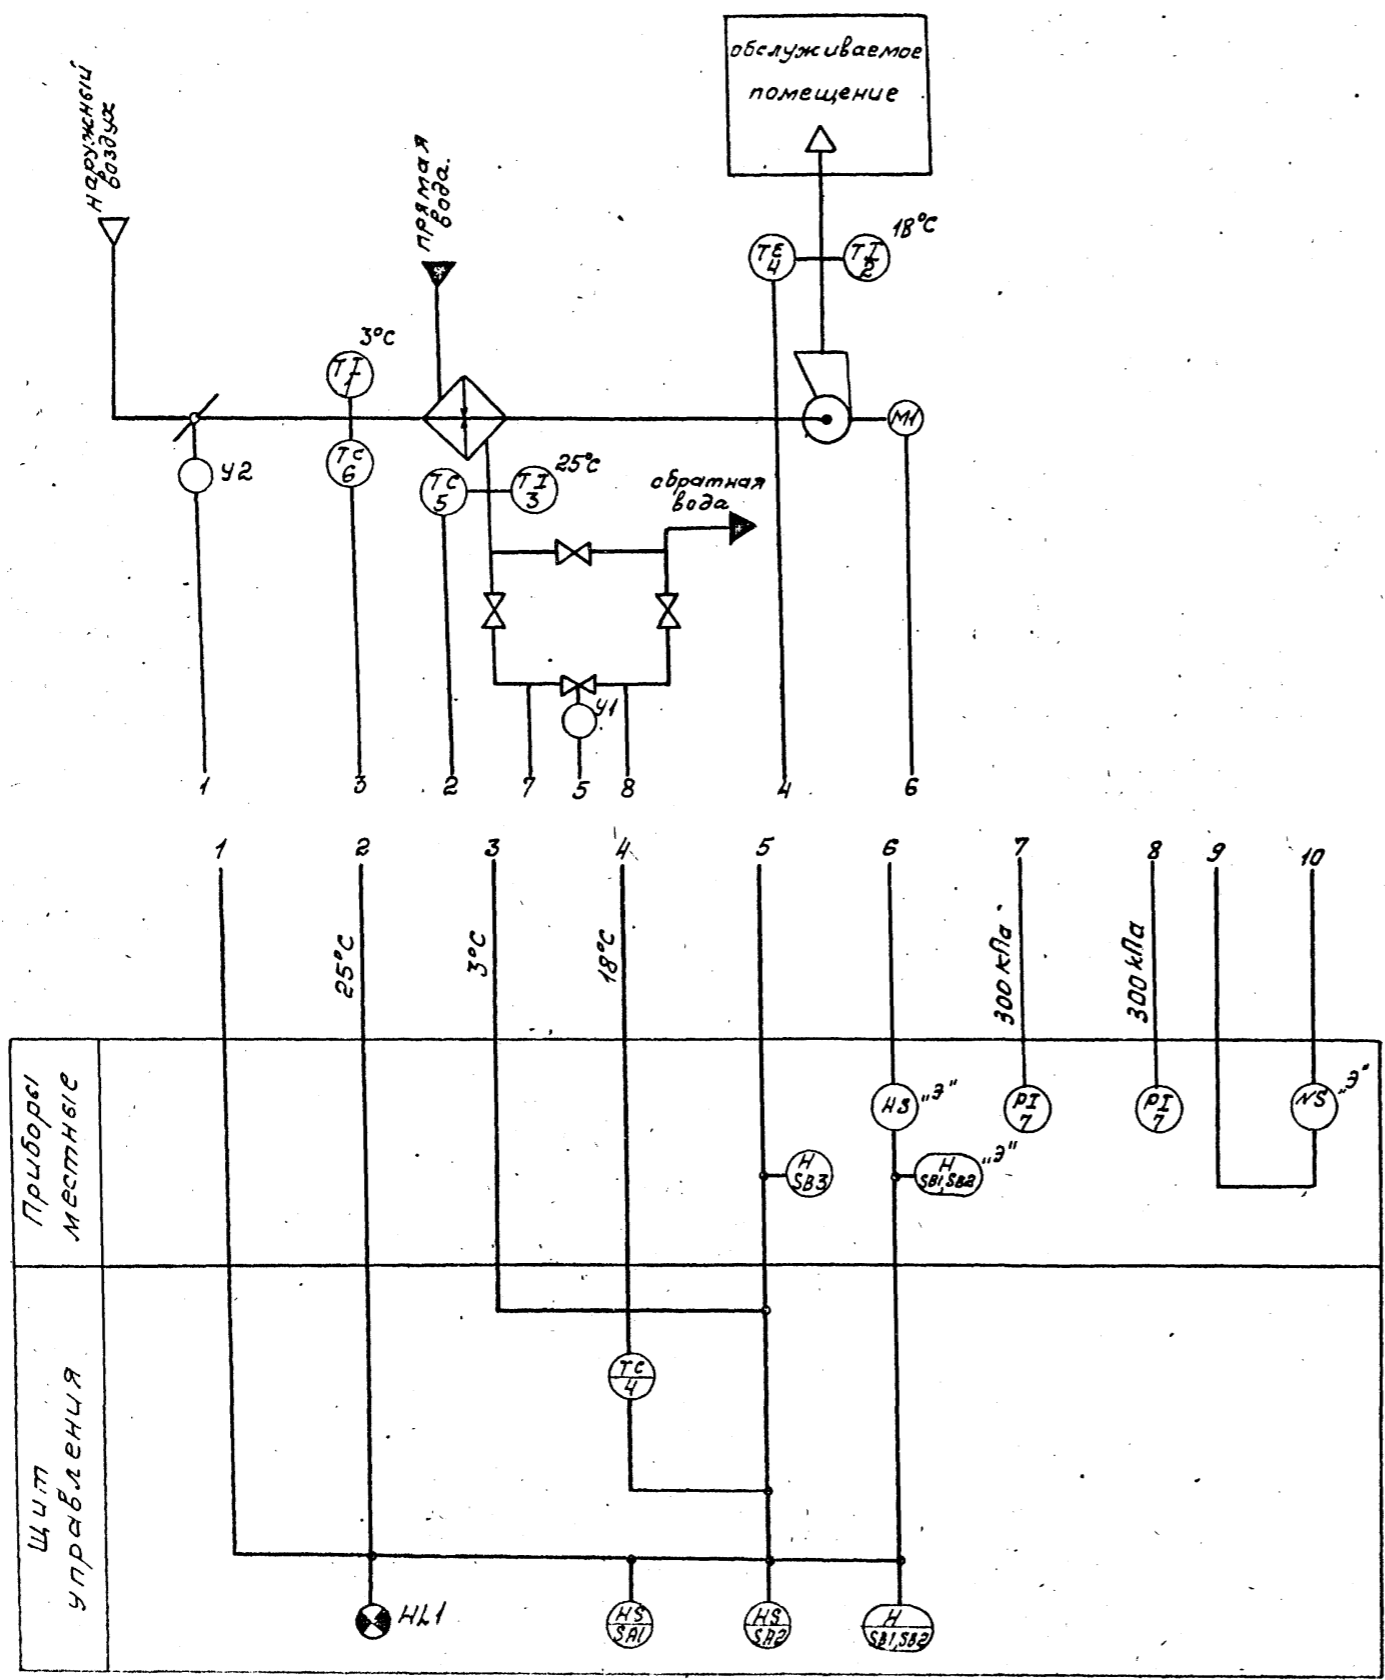 обслуживаемое
помещение
наружный
воздух
прямая
вода.
TE
4
TI
2
18°C
3°C
TI
1
TC
6
У2
TC
5
TI
3
25°C
обратная
вода
M1
У1
1
3
2
7
5
8
4
6
1
2
3
4
5
6
7
8
9
10
25°C
3°C
18°C
300 кПа
300 кПа
Приборы
местные
HS
"Э"
PI
7
PI
7
NS
"Э"
H
SB3
H
SB1,SB2
"Э"
Щит
управления
TC
4
HL1
HS
SA1
HS
SA2
H
SB1,SB2